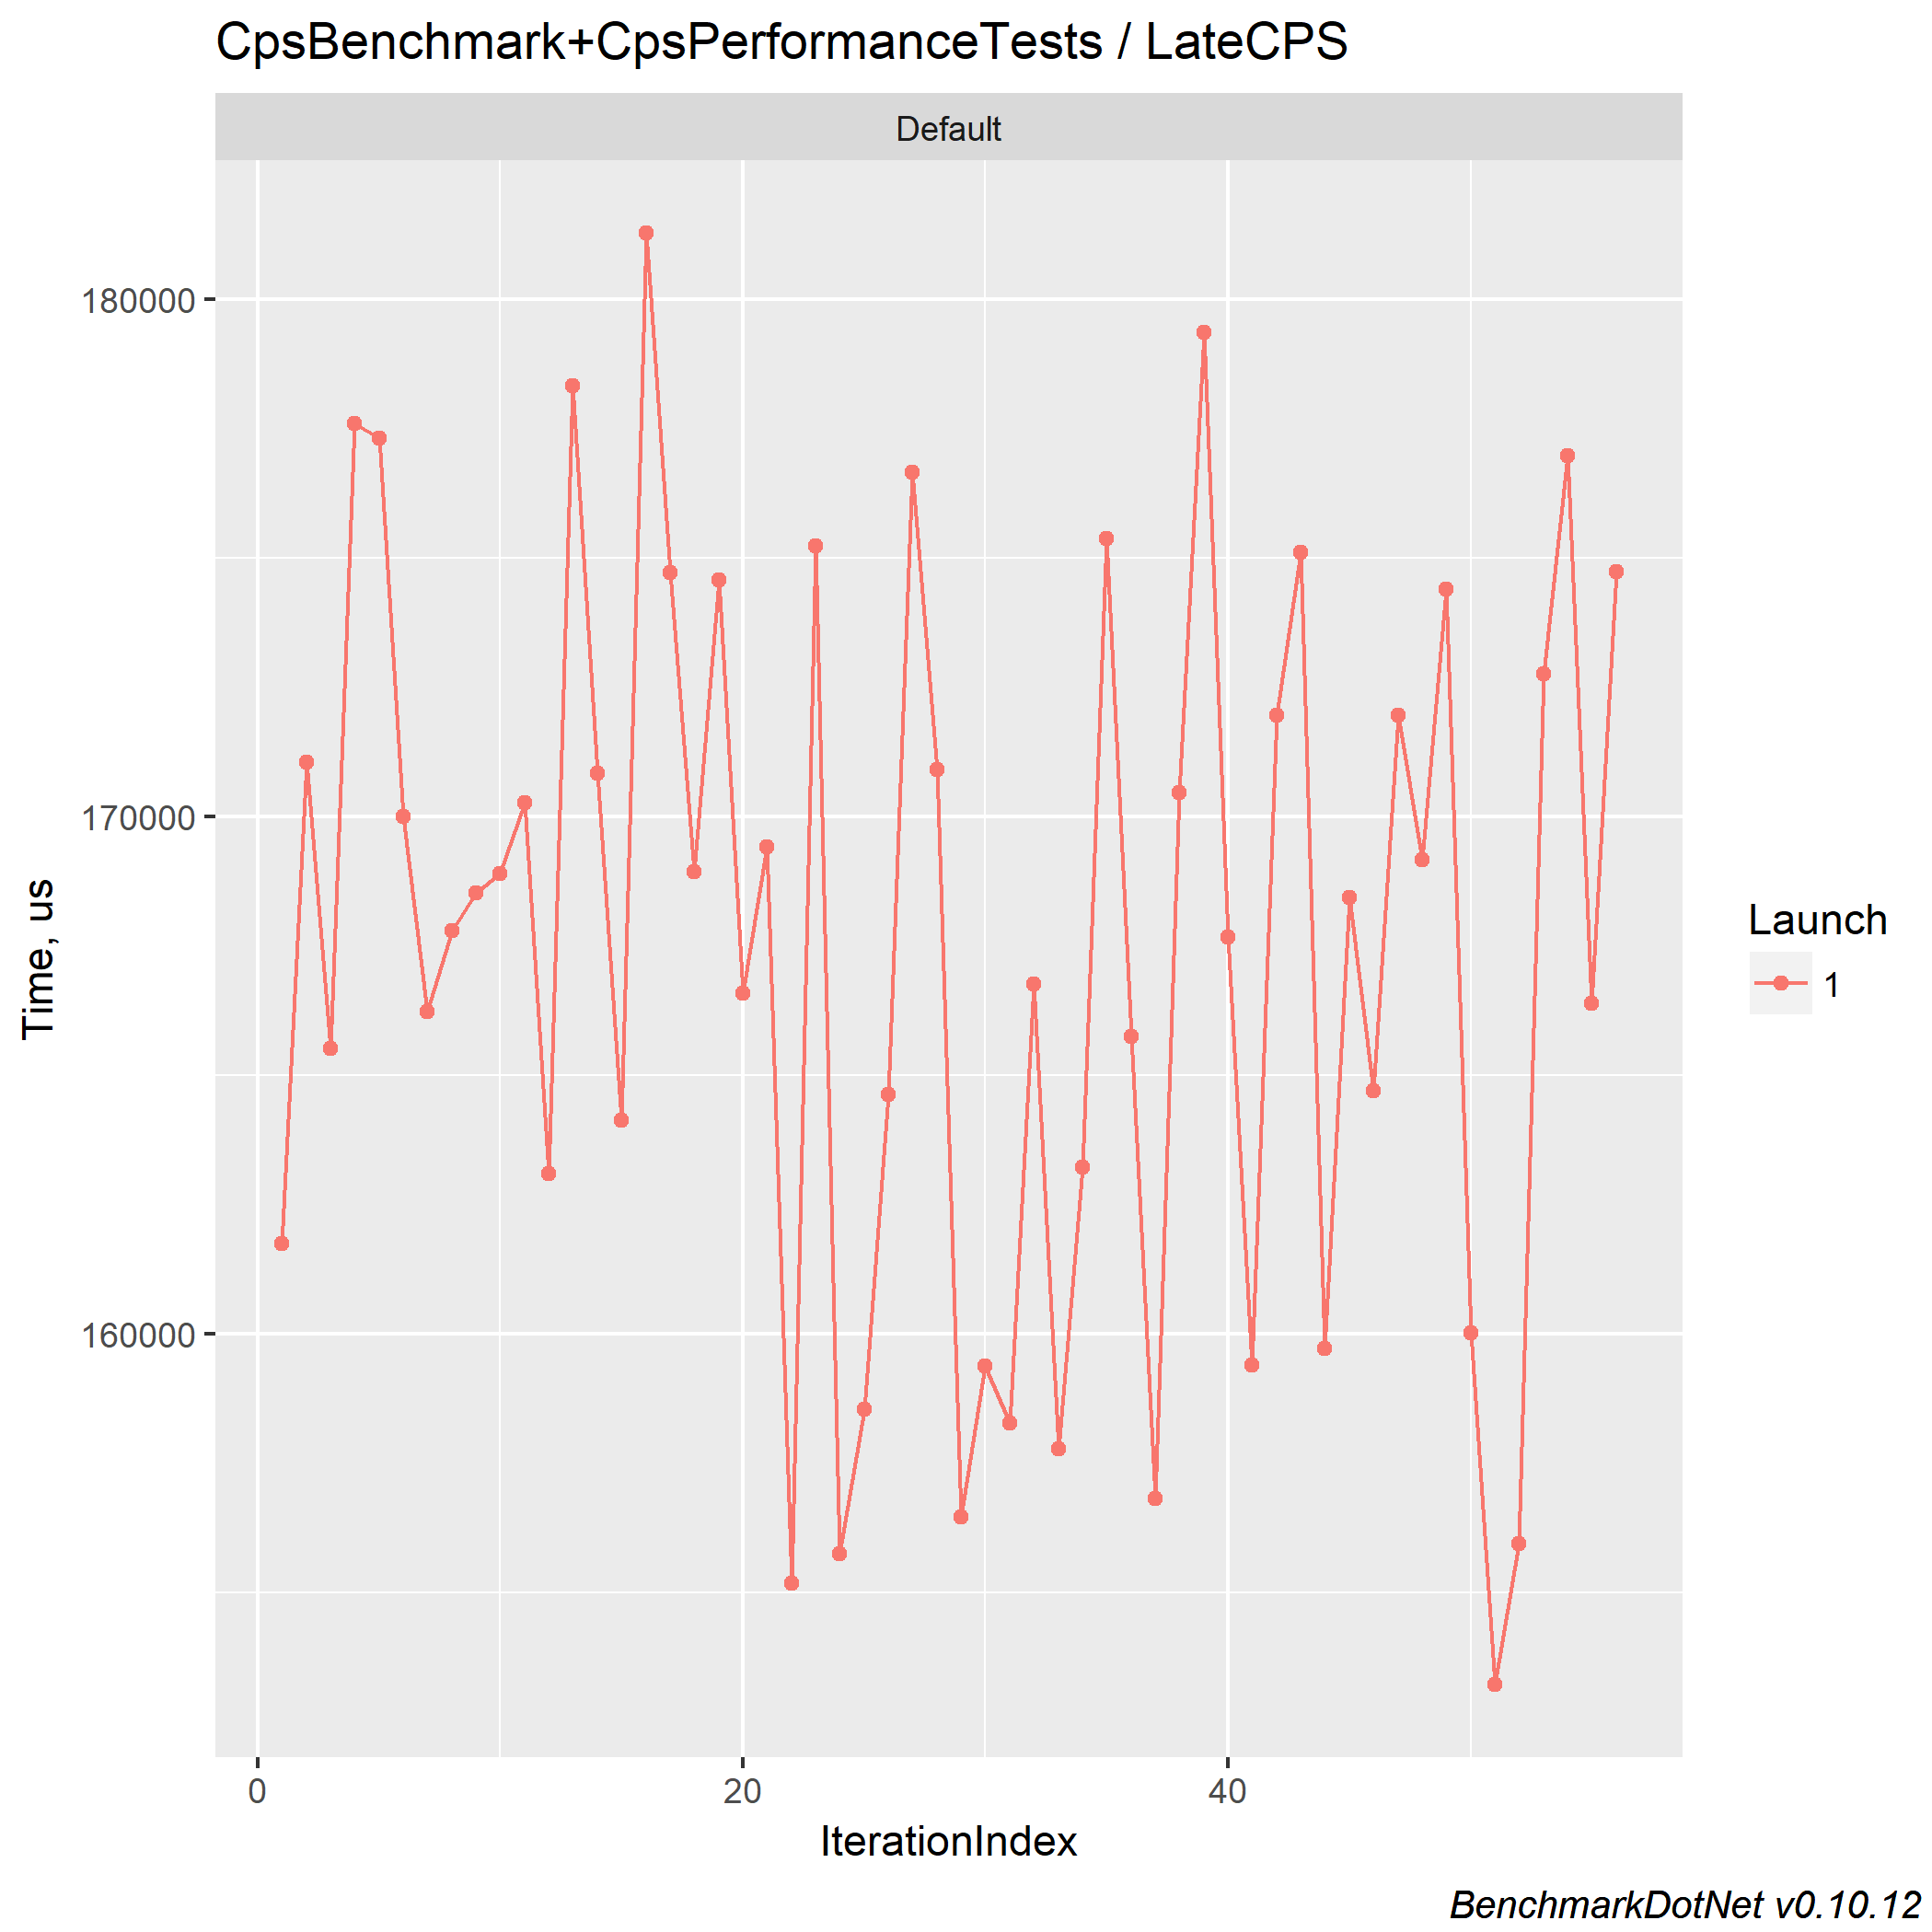 CpsBenchmark+CpsPerformanceTests / LateCPS
Default
180000
170000
160000
Time, us
0 20 40
IterationIndex
Launch
1
BenchmarkDotNet v0.10.12